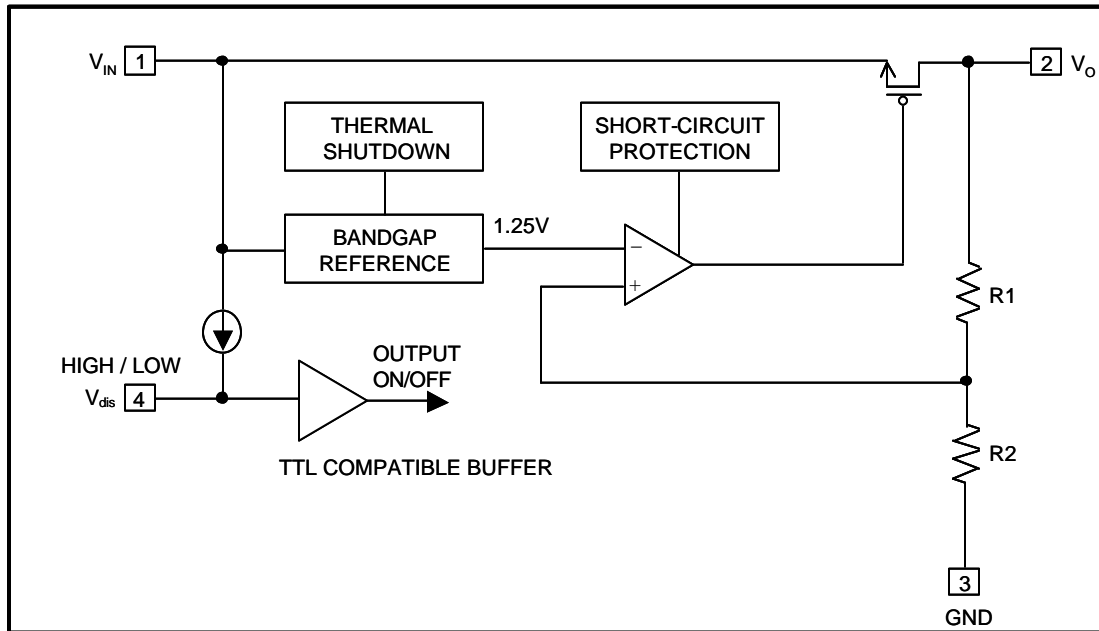 V_IN 1
2 V_O
THERMAL
SHUTDOWN
SHORT-CIRCUIT
PROTECTION
BANDGAP
REFERENCE
1.25V
−
+
R1
HIGH / LOW
V_dis 4
OUTPUT
ON/OFF
TTL COMPATIBLE BUFFER
R2
3
GND